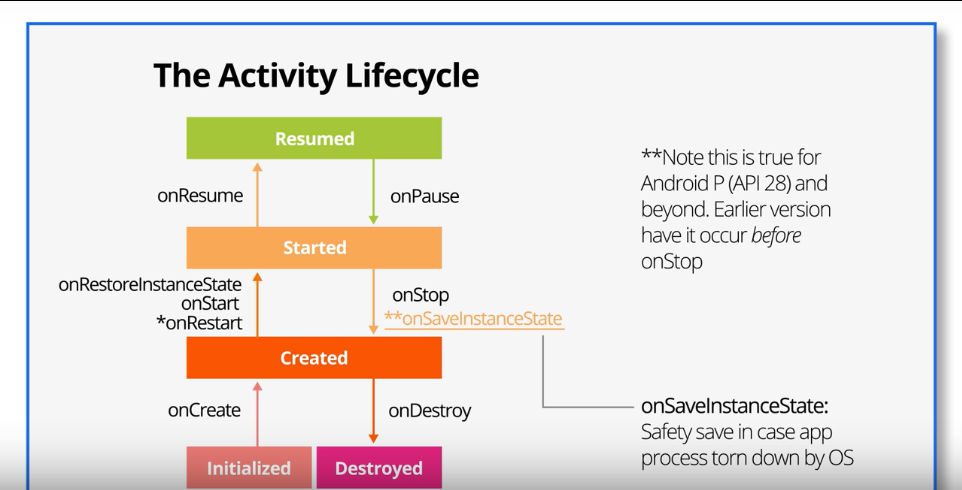 The Activity Lifecycle
Resumed
onResume
onPause
Started
onRestoreInstanceState
onStart
*onRestart
onStop
**onSaveInstanceState
Created
onCreate
onDestroy
Initialized
Destroyed
**Note this is true for
Android P (API 28) and
beyond. Earlier version
have it occur before
onStop
onSaveInstanceState:
Safety save in case app
process torn down by OS